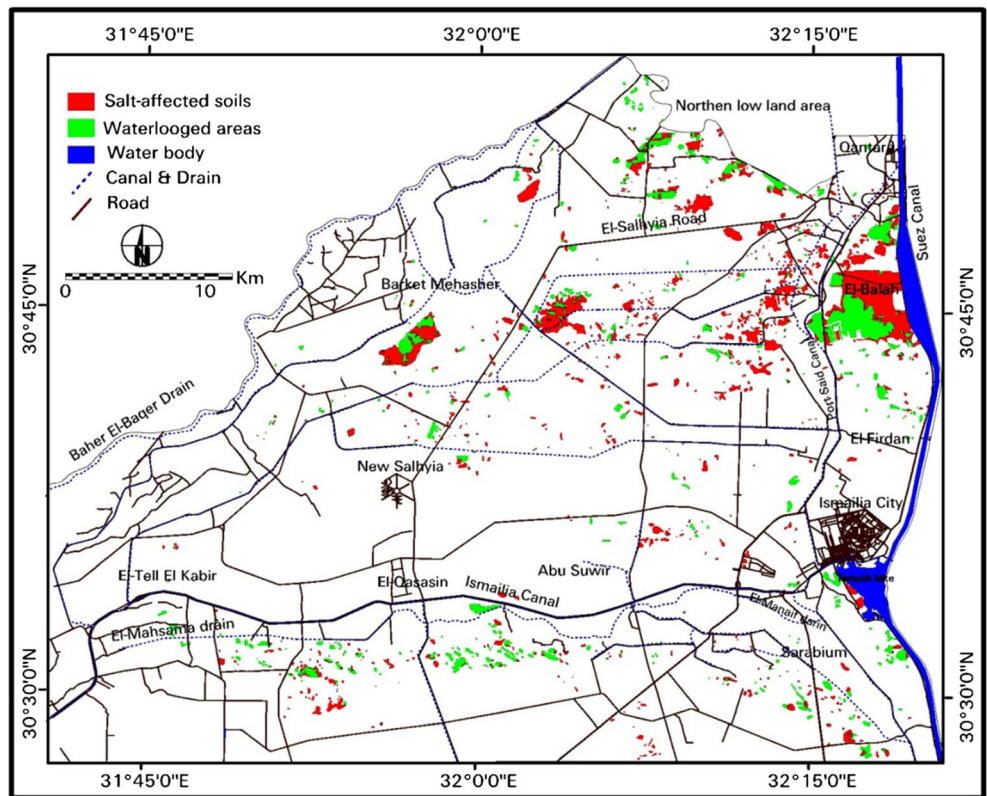 31°45'0"E
32°0'0"E
32°15'0"E
Salt-affected soils
Waterlooged areas
Water body
Canal & Drain
Road
N
Km
0
10
Northen low land area
Qantara
El-Salhyia Road
Suez Canal
30°45'0"N
30°45'0"N
Barket Mehasher
El-Balah
Port-Said Canal
Baher El-Baqer Drain
El-Firdan
New Salhyia
Ismailia City
El-Tell El Kabir
El-Qasasin
Ismailia Canal
Abu Suwir
El-Mahsama drain
El-Manaif darin
Sarabium
30°30'0"N
30°30'0"N
31°45'0"E
32°0'0"E
32°15'0"E